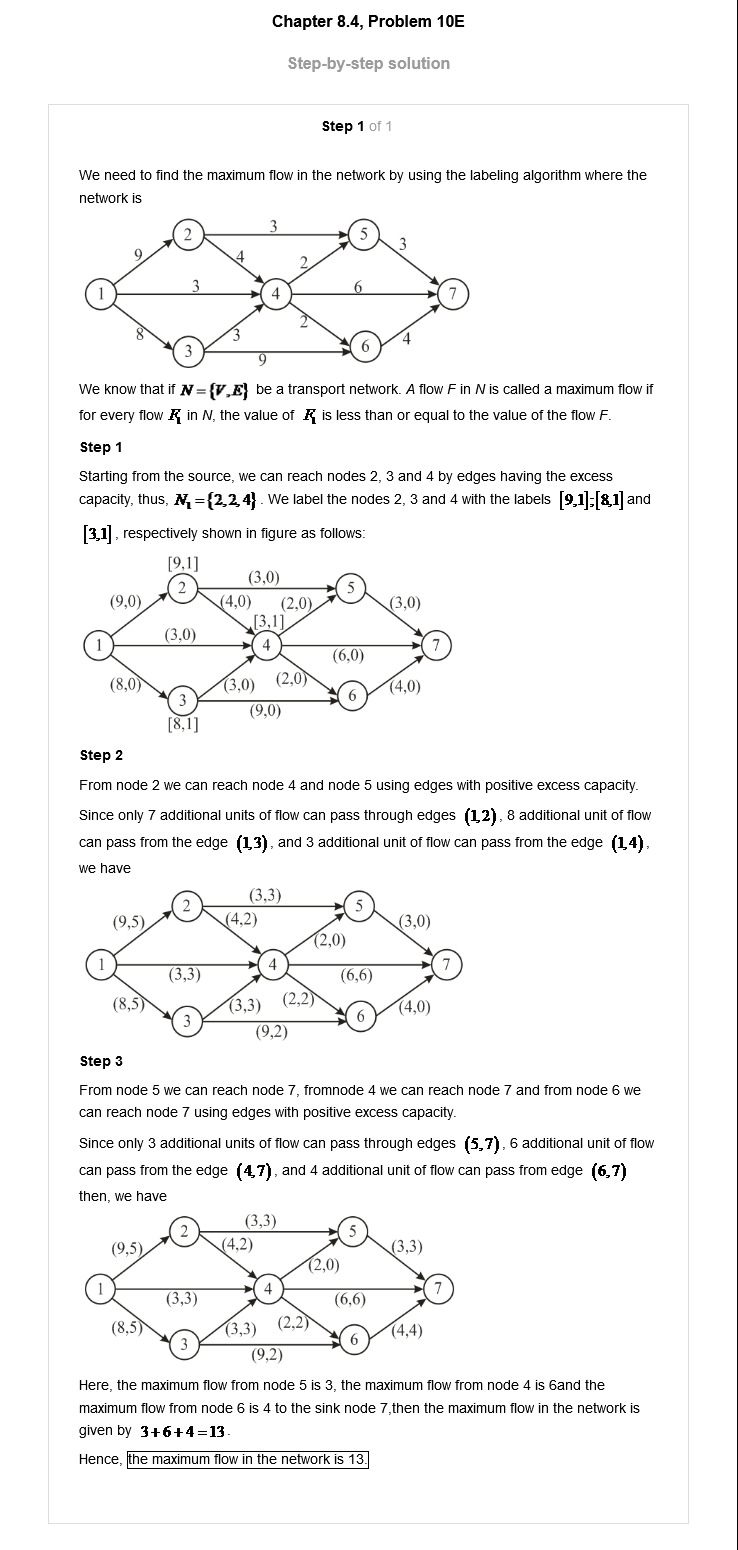 Chapter 8.4, Problem 10E
Step-by-step solution
Step 1 of 1
We need to find the maximum flow in the network by using the labeling algorithm where the
network is
2 3 5
9 4 2 3
1 3 4 6 7
8 3 2 4
3 9 6
We know that if N={V,E} be a transport network. A flow F in N is called a maximum flow if
for every flow F₁ in N, the value of F₁ is less than or equal to the value of the flow F.
Step 1
Starting from the source, we can reach nodes 2, 3 and 4 by edges having the excess
capacity, thus, N₁={2,2,4}. We label the nodes 2, 3 and 4 with the labels [9,1];[8,1] and
[3,1], respectively shown in figure as follows:
[9,1]
2 (3,0) 5
(9,0) (4,0) (2,0) (3,0)
[3,1]
1 (3,0) 4 (6,0) 7
(8,0) (3,0) (2,0) (4,0)
3 (9,0) 6
[8,1]
Step 2
From node 2 we can reach node 4 and node 5 using edges with positive excess capacity.
Since only 7 additional units of flow can pass through edges (1,2), 8 additional unit of flow
can pass from the edge (1,3), and 3 additional unit of flow can pass from the edge (1,4),
we have
2 (3,3) 5
(9,5) (4,2) (2,0) (3,0)
1 (3,3) 4 (6,6) 7
(8,5) (3,3) (2,2) (4,0)
3 (9,2) 6
Step 3
From node 5 we can reach node 7, fromnode 4 we can reach node 7 and from node 6 we
can reach node 7 using edges with positive excess capacity.
Since only 3 additional units of flow can pass through edges (5,7), 6 additional unit of flow
can pass from the edge (4,7), and 4 additional unit of flow can pass from edge (6,7)
then, we have
2 (3,3) 5
(9,5) (4,2) (2,0) (3,3)
1 (3,3) 4 (6,6) 7
(8,5) (3,3) (2,2) (4,4)
3 (9,2) 6
Here, the maximum flow from node 5 is 3, the maximum flow from node 4 is 6and the
maximum flow from node 6 is 4 to the sink node 7,then the maximum flow in the network is
given by 3+6+4=13.
Hence, the maximum flow in the network is 13.